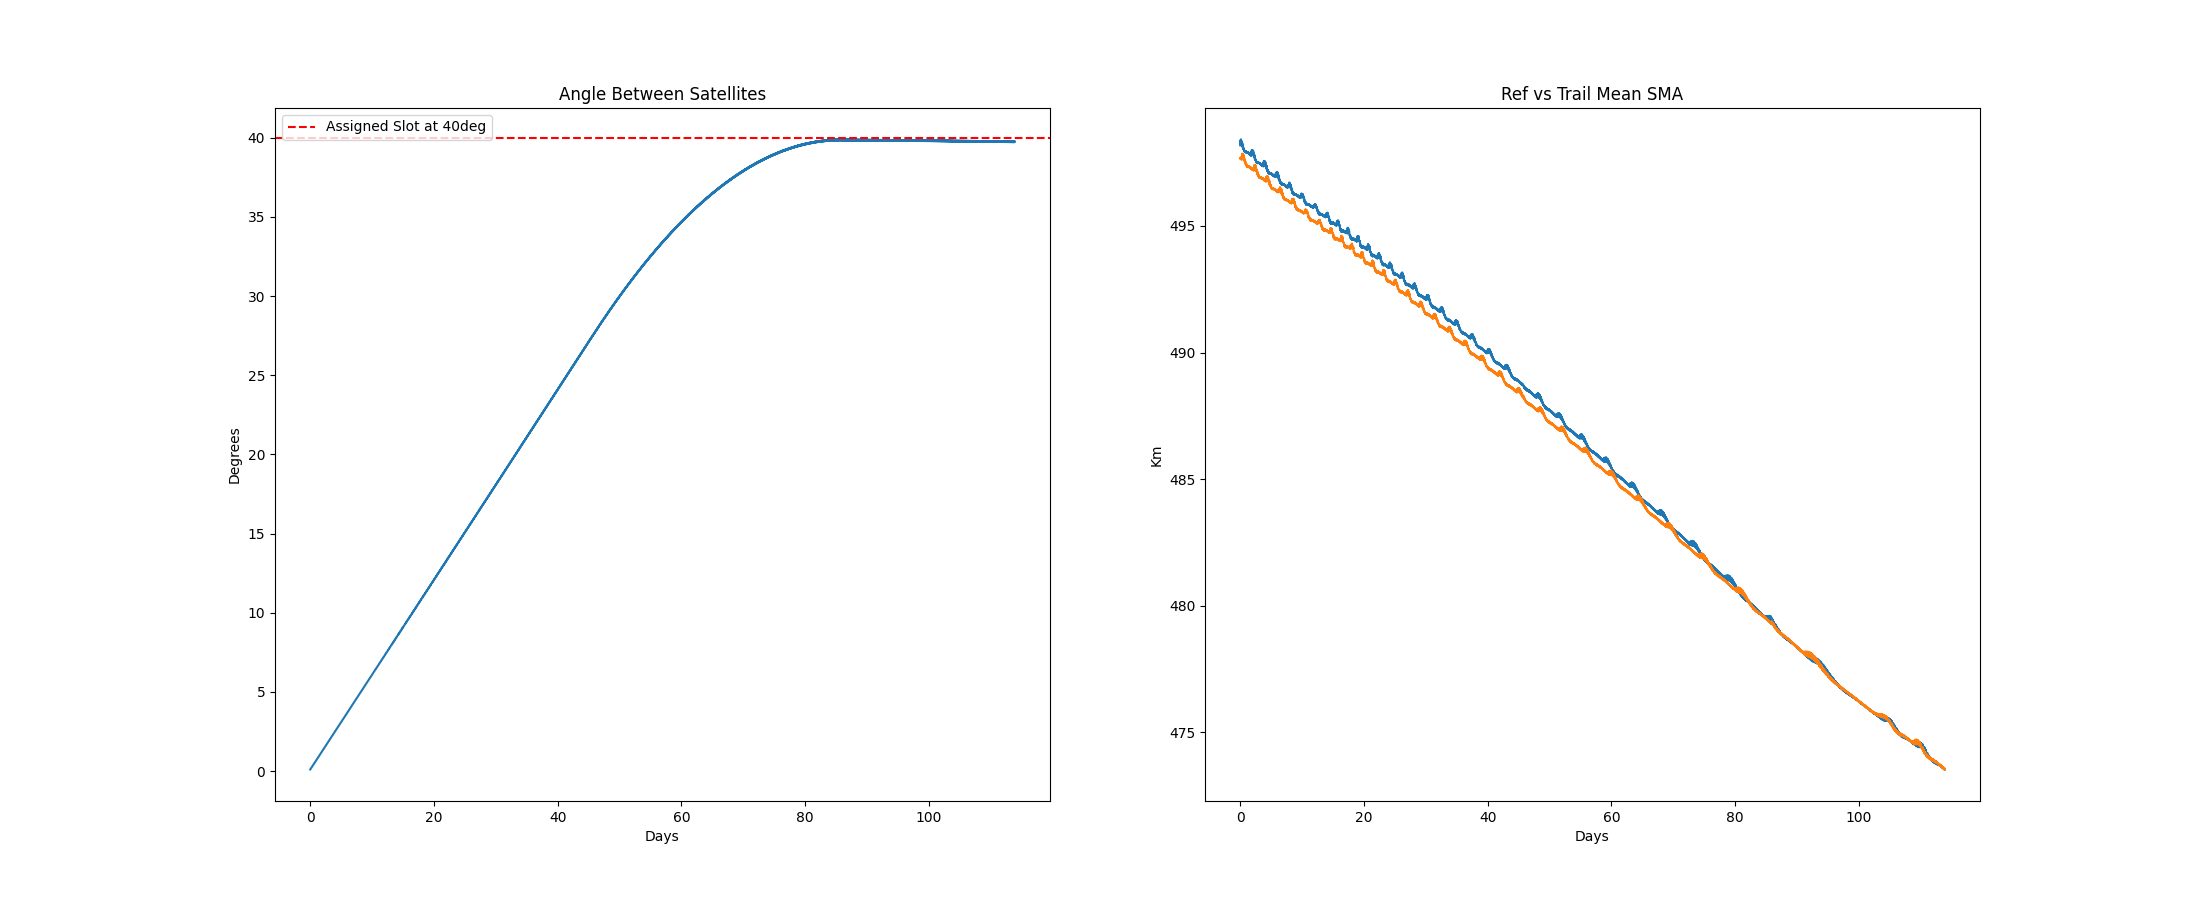 Angle Between Satellites
Assigned Slot at 40deg
40
35
30
25
20
15
10
5
0
Degrees
0 20 40 60 80 100
Days
Ref vs Trail Mean SMA
495
490
485
480
475
Km
0 20 40 60 80 100
Days